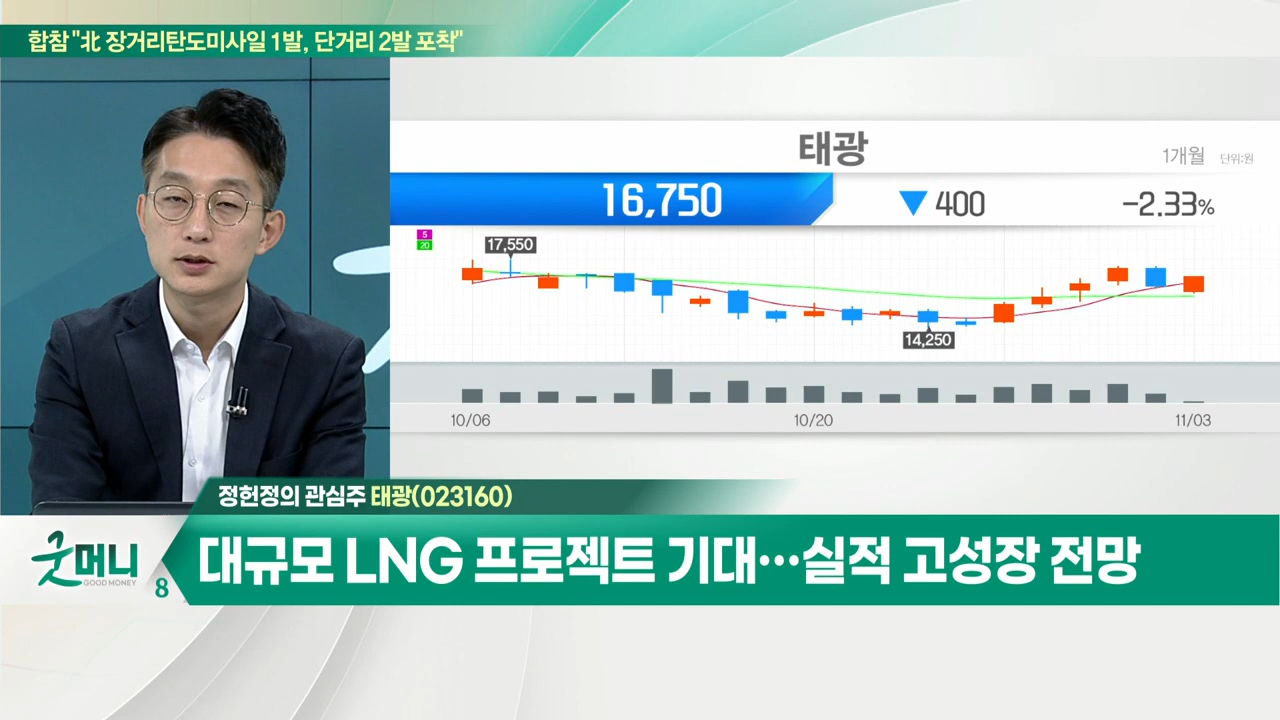 합참 "北 장거리탄도미사일 1발, 단거리 2발 포착"
태광
1개월 단위:원
16,750 ▼ 400 -2.33%
5
20
17,550
14,250
10/06 10/20 11/03
정헌정의 관심주 태광(023160)
굿머니
GOOD MONEY
8
대규모 LNG 프로젝트 기대…실적 고성장 전망